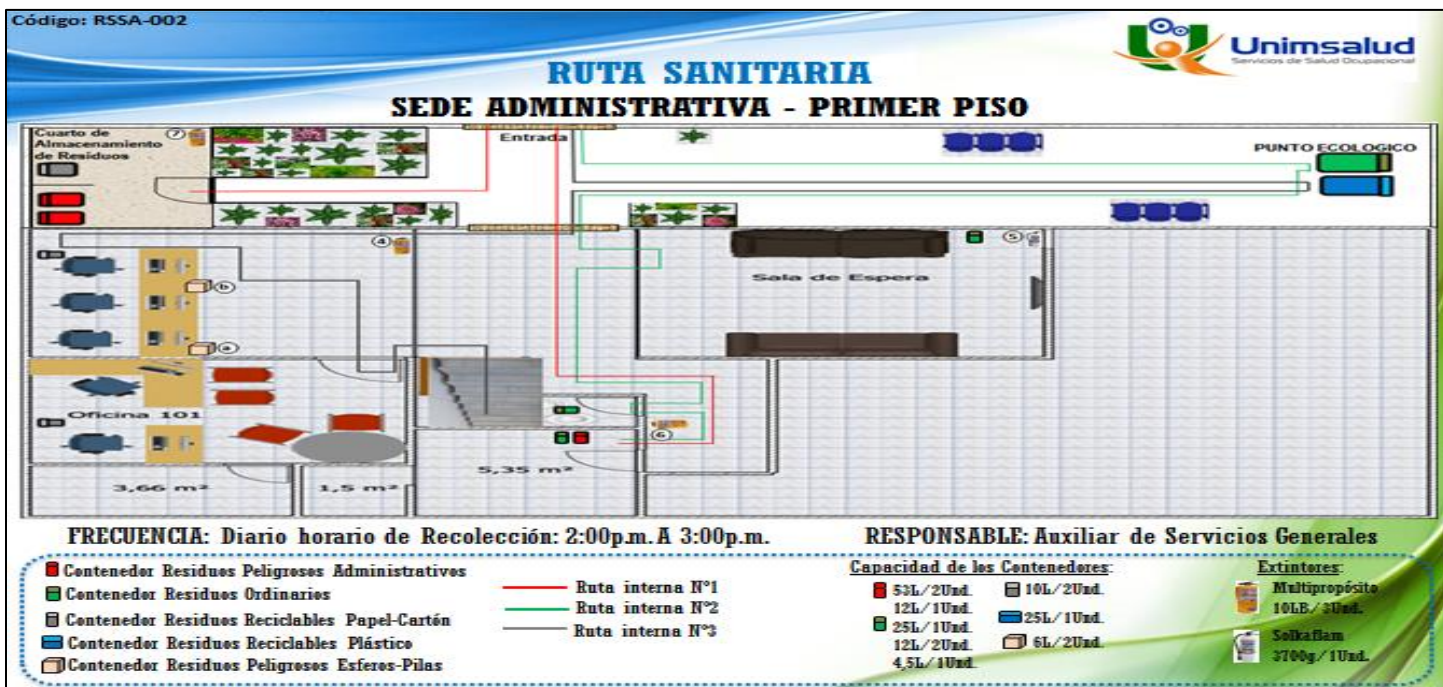 Código: RSSA-002
Unimsalud
Servicios de Salud Ocupacional
RUTA SANITARIA
SEDE ADMINISTRATIVA - PRIMER PISO
Cuarto de
Almacenamiento
de Residuos
7
Entrada
PUNTO ECOLOGICO
4
5
Sala de Espera
b
a
Oficina 101
6
5,35 m²
3,66 m²
1,5 m²
FRECUENCIA: Diario horario de Recolección: 2:00p.m. A 3:00p.m.
RESPONSABLE: Auxiliar de Servicios Generales
Contenedor Residuos Peligrosos Administrativos
Contenedor Residuos Ordinarios
Contenedor Residuos Reciclables Papel-Cartón
Contenedor Residuos Reciclables Plástico
Contenedor Residuos Peligrosos Esferos-Pilas
Ruta interna N°1
Ruta interna N°2
Ruta interna N°3
Capacidad de los Contenedores:
53L/2Und.
12L/1Und.
25L/1Und.
12L/2Und.
4,5L/1Und.
10L/2Und.
25L/1Und.
6L/2Und.
Extintores:
Multipropósito
10LB/3Und.
Solkaflam
3700g/1Und.